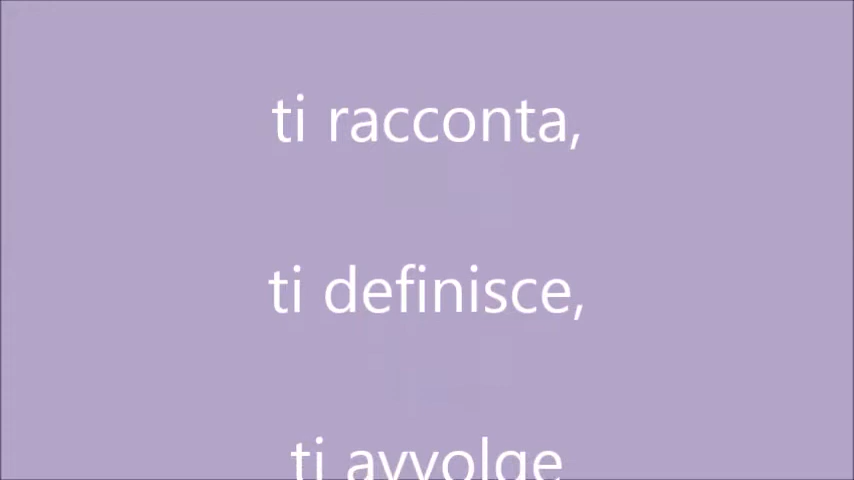 ti racconta,
ti definisce,
ti avvolge